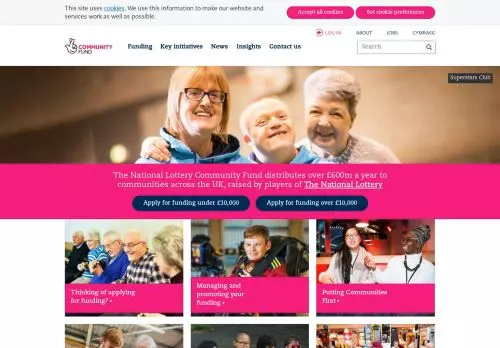 This site uses cookies. We use this information to make our website and
services work as well as possible.
Accept all cookies
Set cookie preferences
LOG IN
ABOUT
JOBS
CYMRAEG
COMMUNITY
FUND
Funding
Key initiatives
News
Insights
Contact us
Search
Superstars Club
The National Lottery Community Fund distributes over £600m a year to
communities across the UK, raised by players of The National Lottery
Apply for funding under £10,000
Apply for funding over £10,000
Thinking of applying
for funding? ›
Managing and
promoting your
funding ›
Putting Communities
First ›